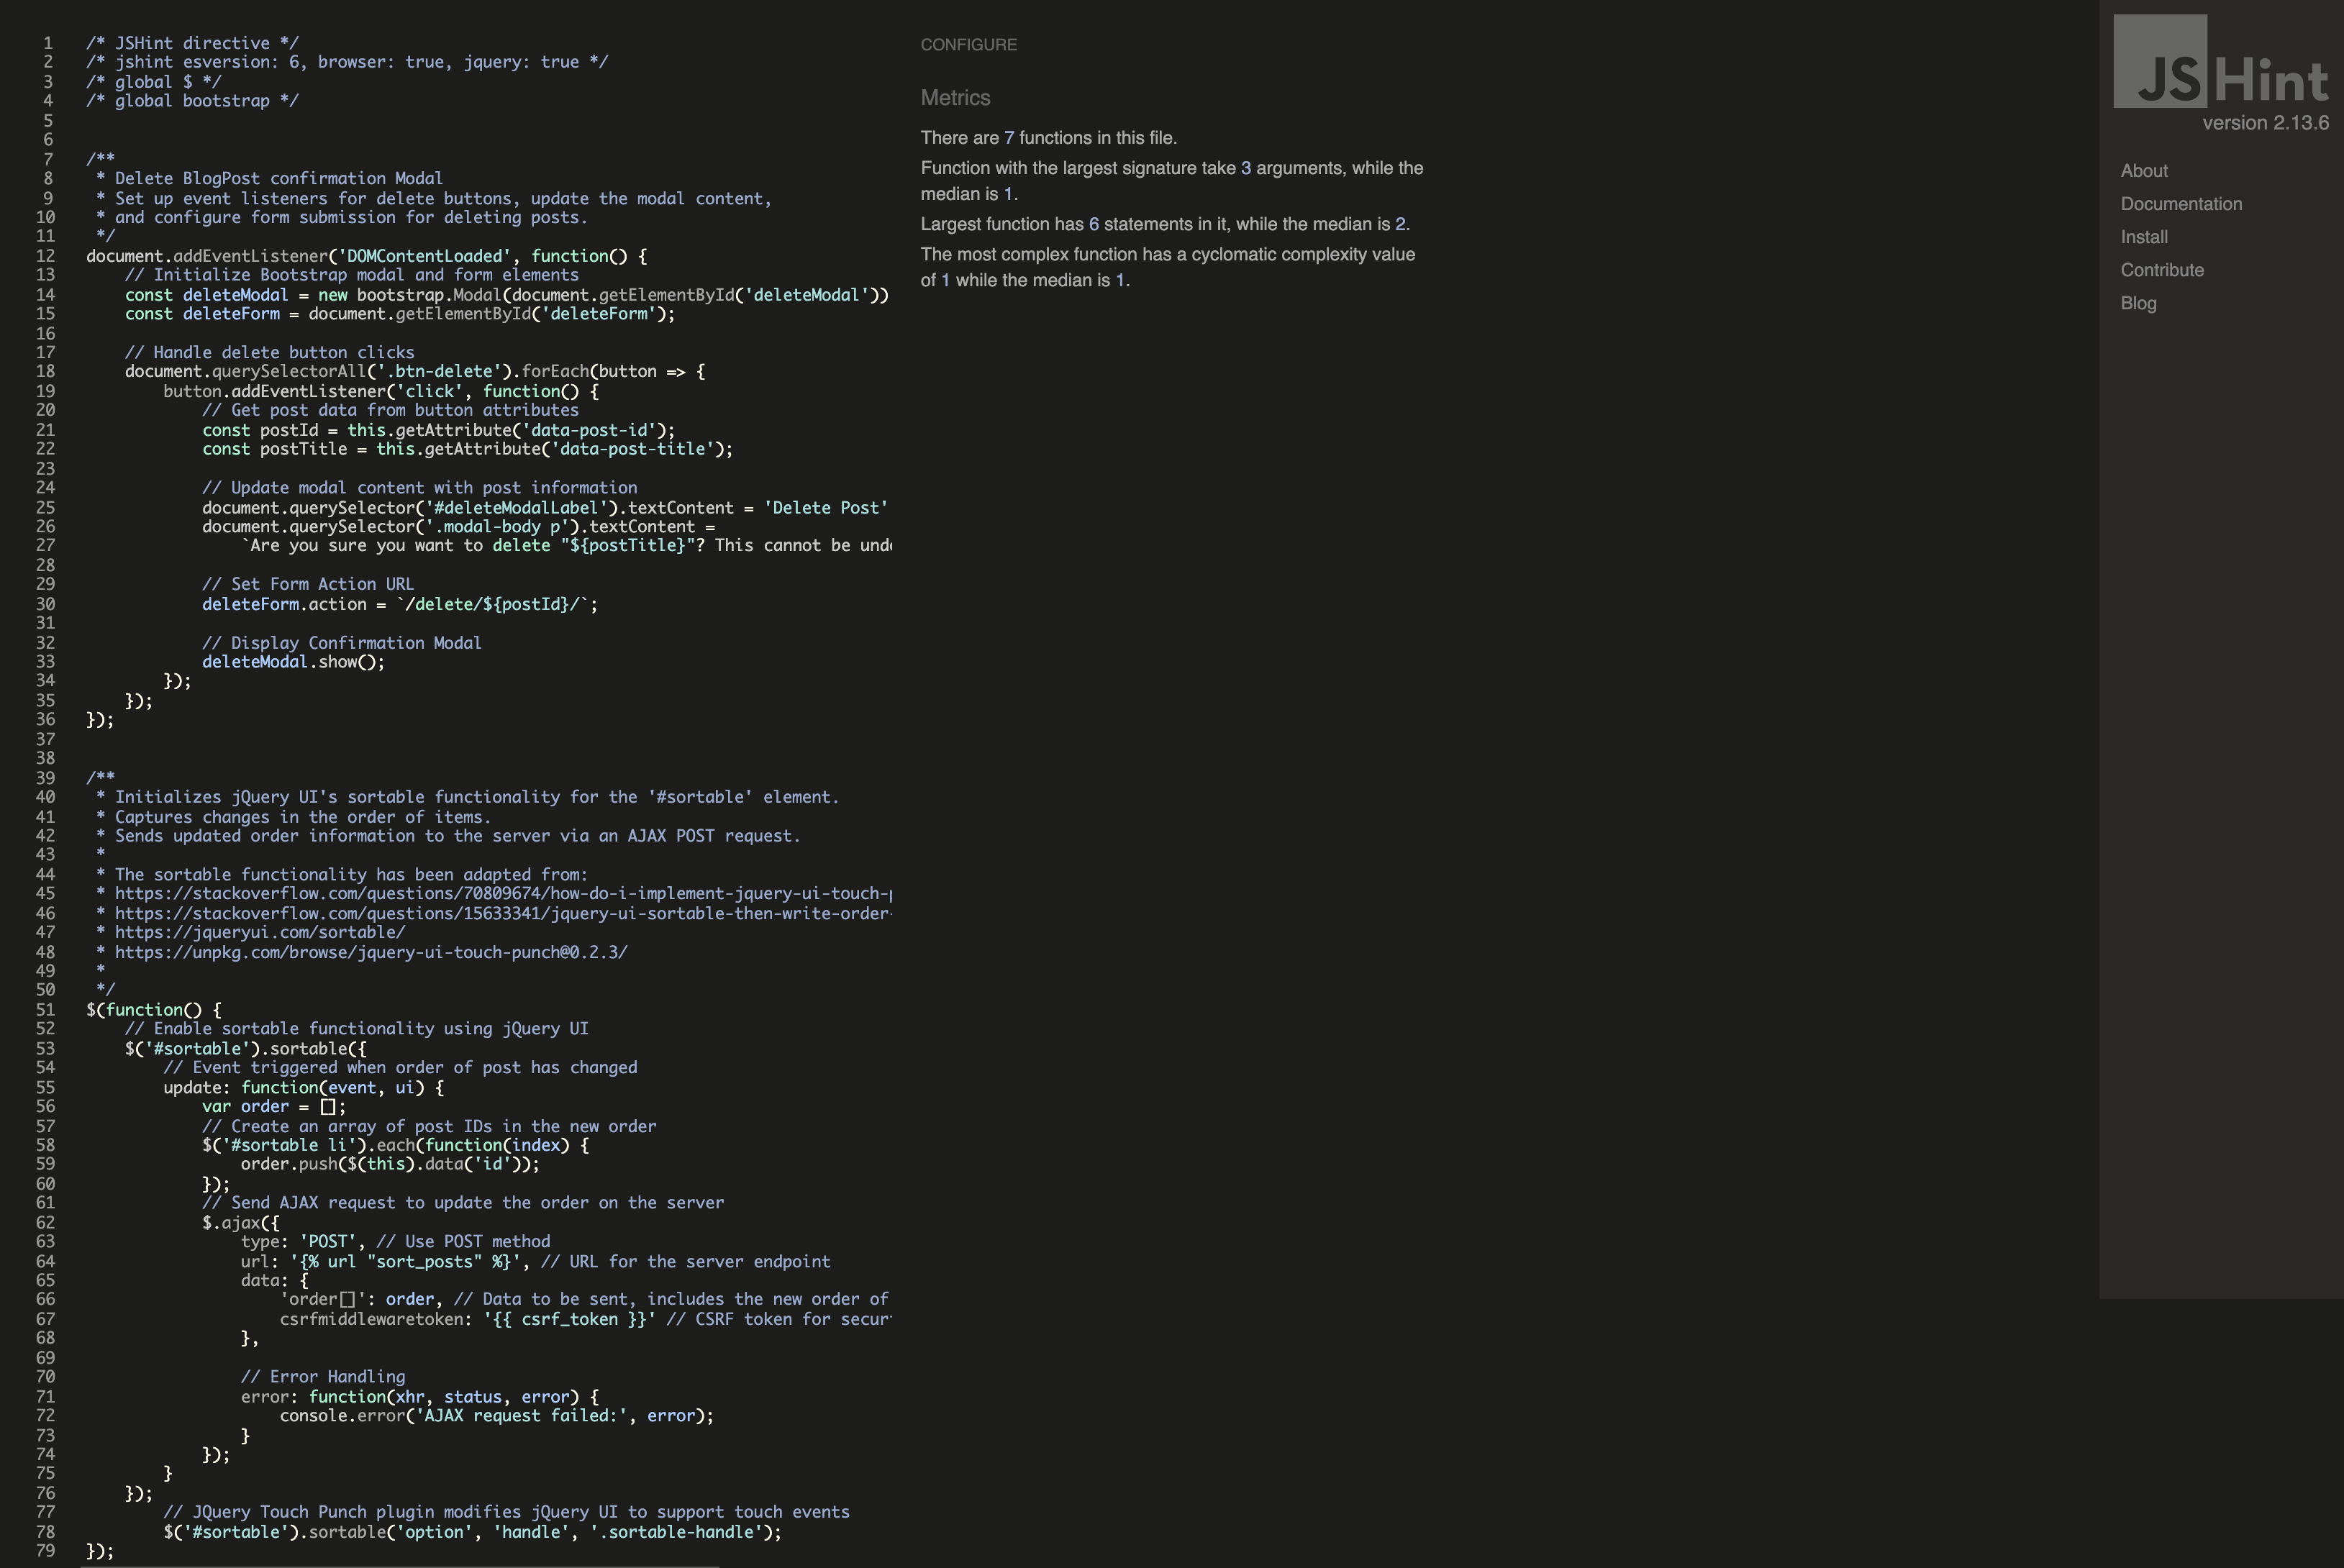 1 /* JSHint directive */
2 /* jshint esversion: 6, browser: true, jquery: true */
3 /* global $ */
4 /* global bootstrap */
5
6
7 /**
8  * Delete BlogPost confirmation Modal
9  * Set up event listeners for delete buttons, update the modal content,
10  * and configure form submission for deleting posts.
11  */
12 document.addEventListener('DOMContentLoaded', function() {
13     // Initialize Bootstrap modal and form elements
14     const deleteModal = new bootstrap.Modal(document.getElementById('deleteModal'))
15     const deleteForm = document.getElementById('deleteForm');
16
17     // Handle delete button clicks
18     document.querySelectorAll('.btn-delete').forEach(button => {
19         button.addEventListener('click', function() {
20             // Get post data from button attributes
21             const postId = this.getAttribute('data-post-id');
22             const postTitle = this.getAttribute('data-post-title');
23
24             // Update modal content with post information
25             document.querySelector('#deleteModalLabel').textContent = 'Delete Post'
26             document.querySelector('.modal-body p').textContent =
27                 `Are you sure you want to delete "${postTitle}"? This cannot be
28
29             // Set Form Action URL
30             deleteForm.action = `/delete/${postId}/`;
31
32             // Display Confirmation Modal
33             deleteModal.show();
34         });
35     });
36 });
37
38
39 /**
40  * Initializes jQuery UI's sortable functionality for the '#sortable' element.
41  * Captures changes in the order of items.
42  * Sends updated order information to the server via an AJAX POST request.
43  *
44  * The sortable functionality has been adapted from:
45  * https://stackoverflow.com/questions/70809674/how-do-i-implement-jquery-ui-touch-
46  * https://stackoverflow.com/questions/15633341/jquery-ui-sortable-then-write-order-
47  * https://jqueryui.com/sortable/
48  * https://unpkg.com/browse/jquery-ui-touch-punch@0.2.3/
49  *
50  */
51 $(function() {
52     // Enable sortable functionality using jQuery UI
53     $('#sortable').sortable({
54         // Event triggered when order of post has changed
55         update: function(event, ui) {
56             var order = [];
57             // Create an array of post IDs in the new order
58             $('#sortable li').each(function(index) {
59                 order.push($(this).data('id'));
60             });
61             // Send AJAX request to update the order on the server
62             $.ajax({
63                 type: 'POST', // Use POST method
64                 url: '{% url "sort_posts" %}', // URL for the server endpoint
65                 data: {
66                     'order[]': order, // Data to be sent, includes the new order of
67                     csrfmiddlewaretoken: '{{ csrf_token }}' // CSRF token for
68                 },
69
70                 // Error Handling
71                 error: function(xhr, status, error) {
72                     console.error('AJAX request failed:', error);
73                 }
74             });
75         }
76     });
77         // JQuery Touch Punch plugin modifies jQuery UI to support touch events
78         $('#sortable').sortable('option', 'handle', '.sortable-handle');
79 });
CONFIGURE
Metrics
There are 7 functions in this file.
Function with the largest signature take 3 arguments, while the
median is 1.
Largest function has 6 statements in it, while the median is 2.
The most complex function has a cyclomatic complexity value
of 1 while the median is 1.
JSHint
version 2.13.6
About
Documentation
Install
Contribute
Blog